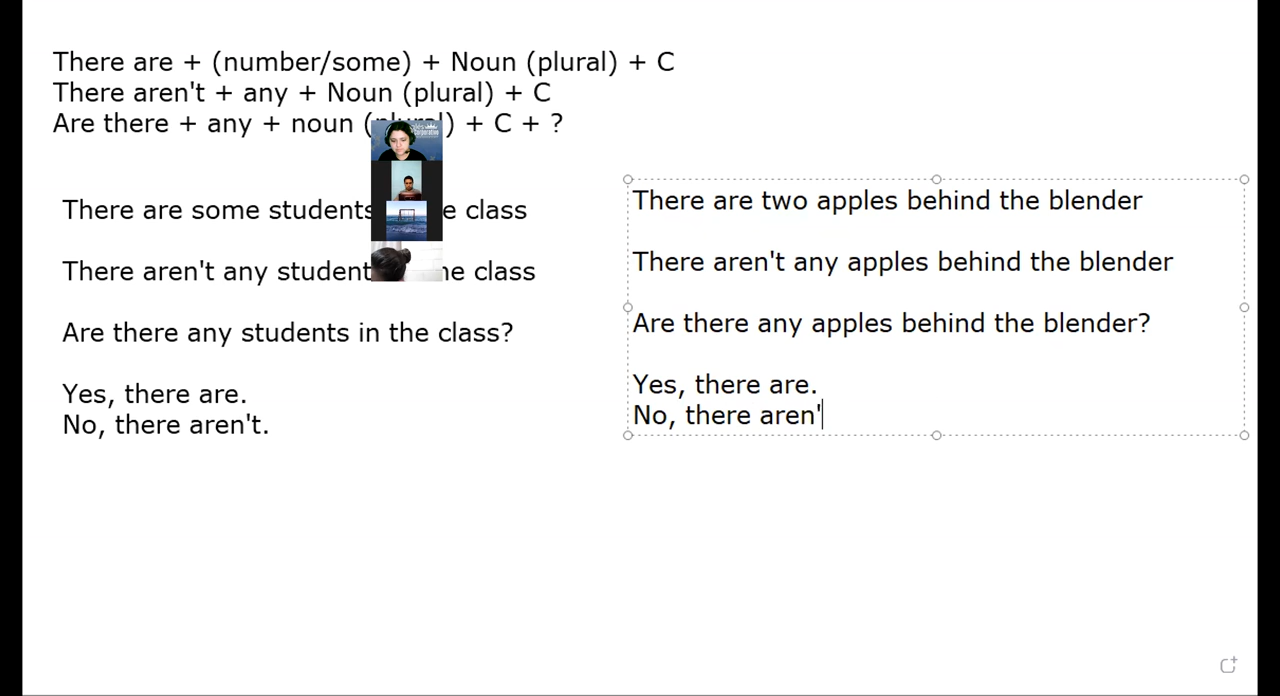 There are + (number/some) + Noun (plural) + C
There aren't + any + Noun (plural) + C
Are there + any + noun ( ) + C + ?
There are some students e class
There aren't any student he class
Are there any students in the class?
Yes, there are.
No, there aren't.
There are two apples behind the blender
There aren't any apples behind the blender
Are there any apples behind the blender?
Yes, there are.
No, there aren'